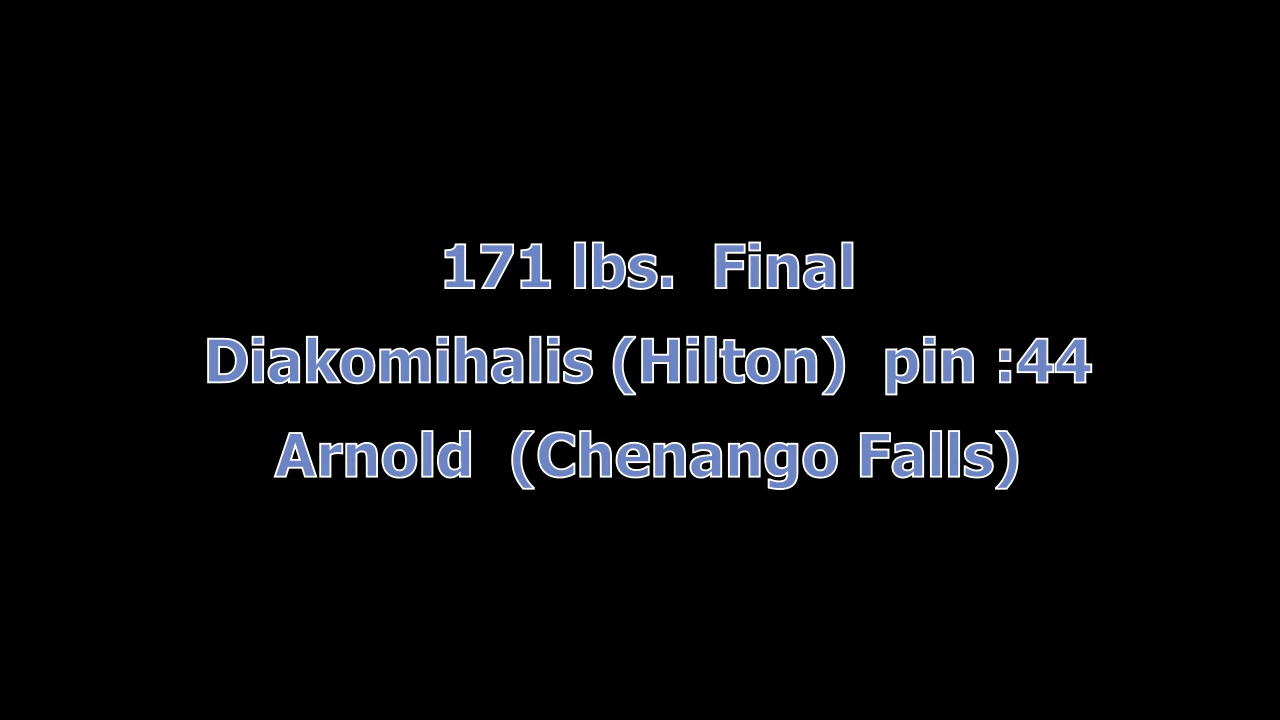 171 lbs.  Final
Diakomihalis (Hilton)  pin :44
Arnold  (Chenango Falls)